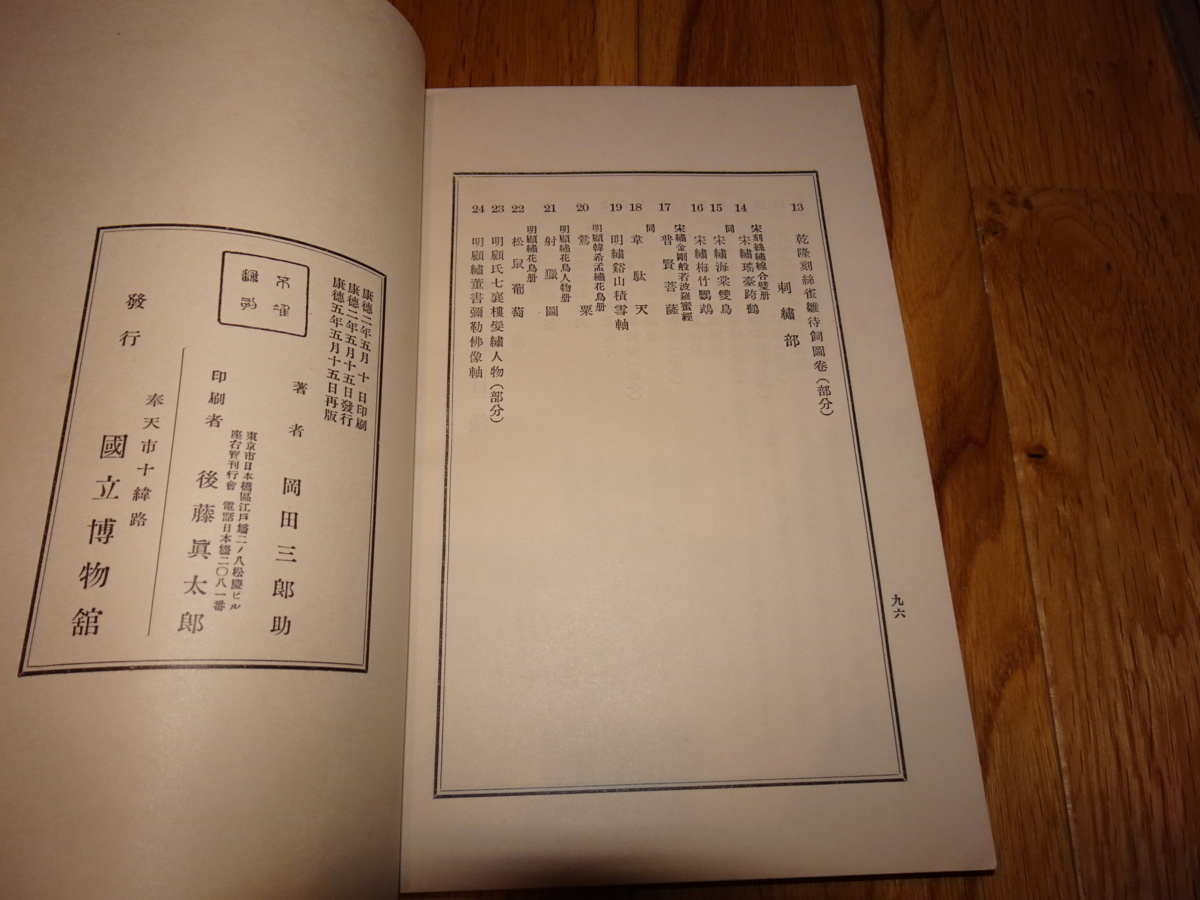 13 乾隆刻絲雀雛待飼圖卷(部分)
刺繡部
宋刻絲繡線合璧册
14 宋繡瑤臺跨鶴
同
15 宋繡海棠雙鳥
16 宋繡梅竹鸚鵡
宋繡金剛般若波羅蜜經
17 普賢菩薩
同
18 韋馱天
19 明繡谿山積雪軸
明顧韓希孟繡花鳥册
20 鶯粟
明顧繡花鳥人物册
21 射獵圖
明顧繡花鳥册
22 松鼠葡萄
23 明顧氏七襄樓髮繡人物(部分)
24 明顧繡董書彌勒佛像軸
九六
康德二年五月十日印刷
康德二年五月十五日發行
康德五年五月十五日再版
著者 岡田三郎助
東京市日本橋區江戸橋二ノ八松慶ビル
座右寶刊行會 電話日本橋二〇八一番
印刷者 後藤眞太郎
奉天市十緯路
發行 國立博物舘